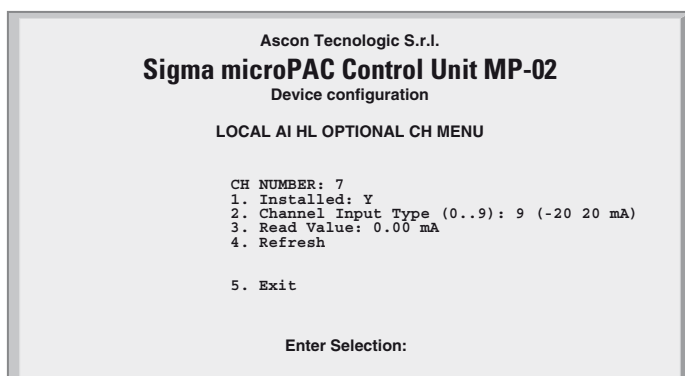 Ascon Tecnologic S.r.l.
Sigma microPAC Control Unit MP-02
Device configuration
LOCAL AI HL OPTIONAL CH MENU
CH NUMBER: 7
1. Installed: Y
2. Channel Input Type (0..9): 9 (-20 20 mA)
3. Read Value: 0.00 mA
4. Refresh
5. Exit
Enter Selection: